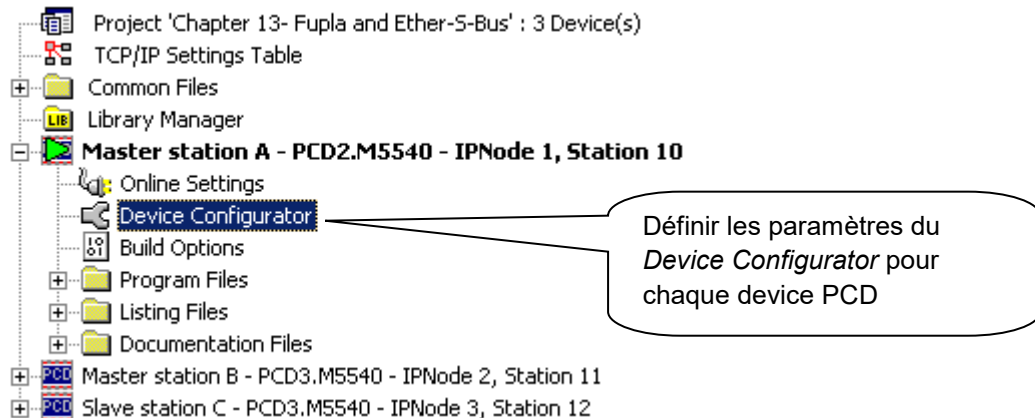 Project 'Chapter 13- Fupla and Ether-S-Bus' : 3 Device(s)
TCP/IP Settings Table
Common Files
LIB Library Manager
Master station A - PCD2.M5540 - IPNode 1, Station 10
Online Settings
Device Configurator
Build Options
Program Files
Listing Files
Documentation Files
PCD Master station B - PCD3.M5540 - IPNode 2, Station 11
PCD Slave station C - PCD3.M5540 - IPNode 3, Station 12
Définir les paramètres du
Device Configurator pour
chaque device PCD